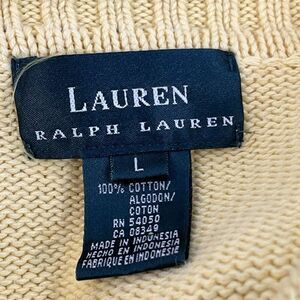 LAUREN
RALPH LAUREN
L
100% COTTON/
ALGODON/
COTON
RN 54050
CA 08349
MADE IN INDONESIA
HECHO EN INDONESIA
FABRIQUE EN INDONESIE